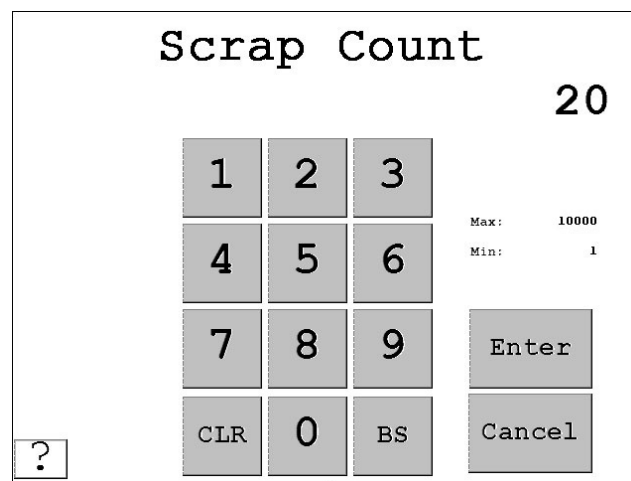 Scrap Count
20
1 2 3
Max: 10000
4 5 6
Min: 1
7 8 9
Enter
CLR 0 BS
Cancel
?